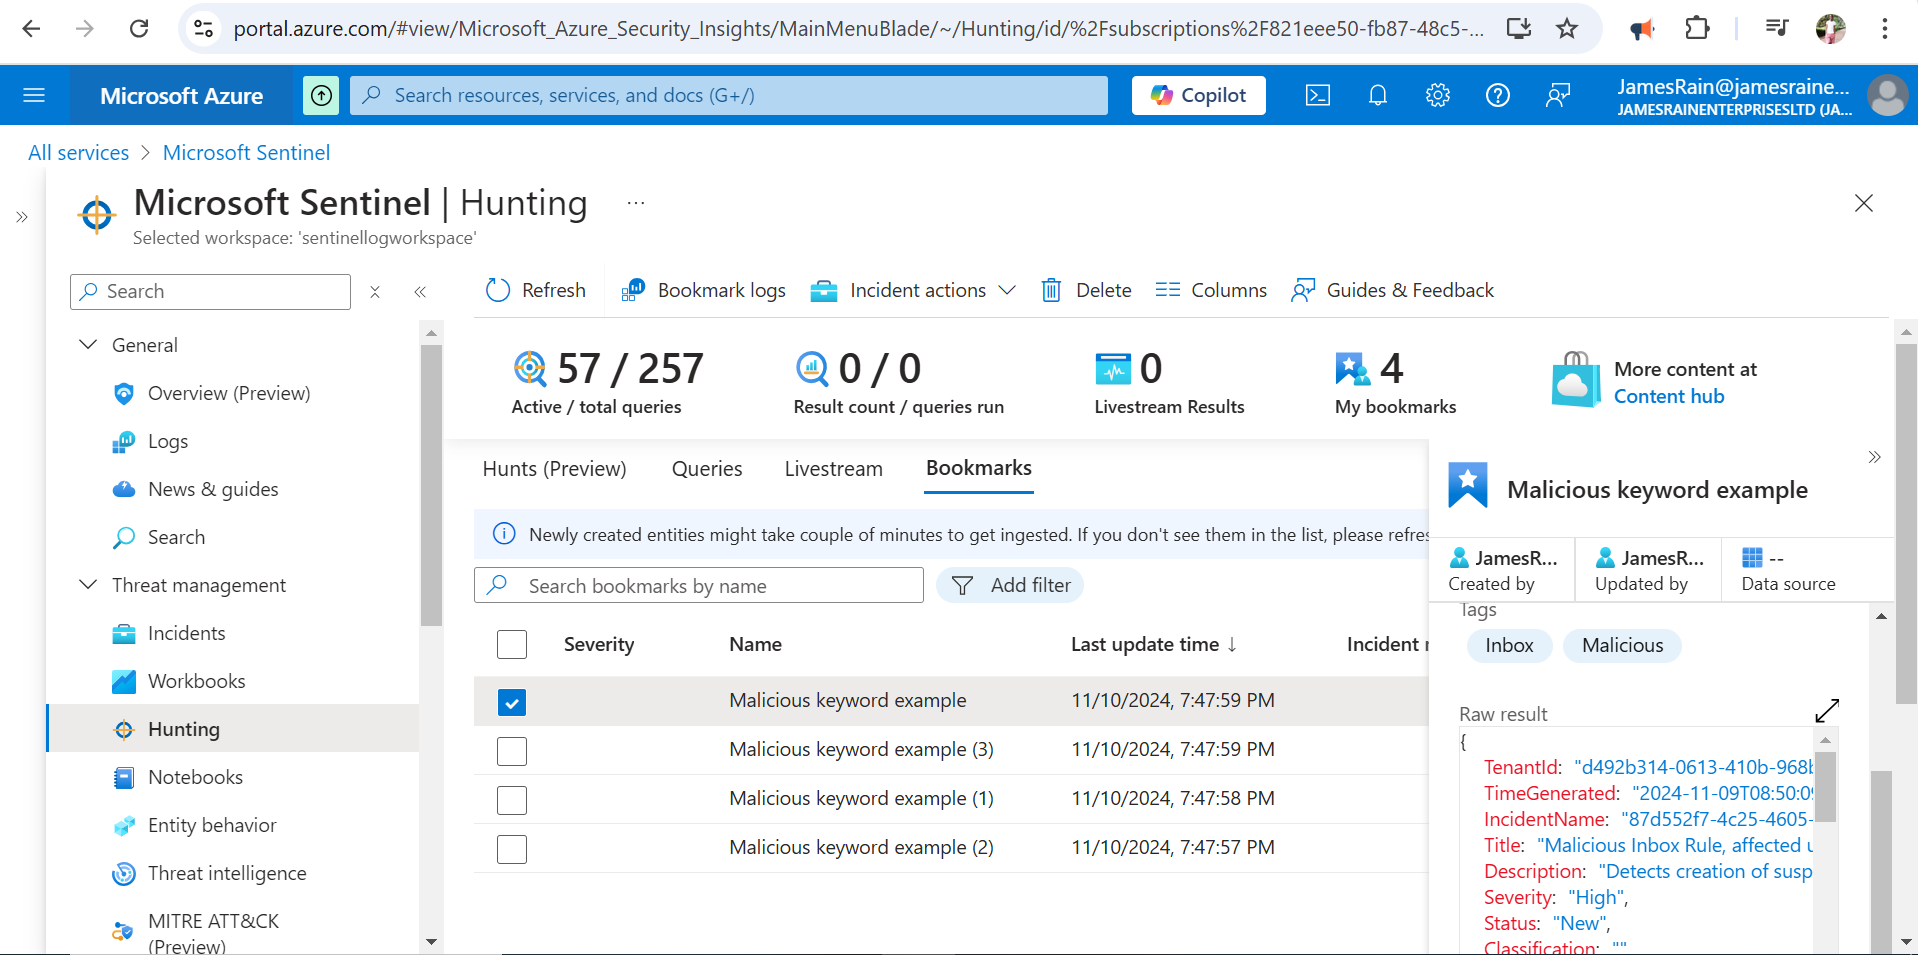 portal.azure.com/#view/Microsoft_Azure_Security_Insights/MainMenuBlade/~/Hunting/id/%2Fsubscriptions%2F821eee50-fb87-48c5-...
Microsoft Azure
Search resources, services, and docs (G+/)
Copilot
JamesRain@jamesraine...
JAMESRAINENTERPRISESLTD (JA...
All services > Microsoft Sentinel
Microsoft Sentinel | Hunting ...
Selected workspace: 'sentinellogworkspace'
Search
General
Overview (Preview)
Logs
News & guides
Search
Threat management
Incidents
Workbooks
Hunting
Notebooks
Entity behavior
Threat intelligence
MITRE ATT&CK
(Preview)
Refresh
Bookmark logs
Incident actions
Delete
Columns
Guides & Feedback
57 / 257
Active / total queries
0 / 0
Result count / queries run
0
Livestream Results
4
My bookmarks
More content at
Content hub
Hunts (Preview)
Queries
Livestream
Bookmarks
Newly created entities might take couple of minutes to get ingested. If you don't see them in the list, please refres
Search bookmarks by name
Add filter
Severity Name Last update time ↓ Incident
Malicious keyword example 11/10/2024, 7:47:59 PM
Malicious keyword example (3) 11/10/2024, 7:47:59 PM
Malicious keyword example (1) 11/10/2024, 7:47:58 PM
Malicious keyword example (2) 11/10/2024, 7:47:57 PM
Malicious keyword example
JamesR...
Created by
JamesR...
Updated by
--
Data source
Tags
Inbox Malicious
Raw result
{
TenantId: "d492b314-0613-410b-968b
TimeGenerated: "2024-11-09T08:50:09
IncidentName: "87d552f7-4c25-4605-
Title: "Malicious Inbox Rule, affected u
Description: "Detects creation of susp
Severity: "High",
Status: "New",
Classification: ""